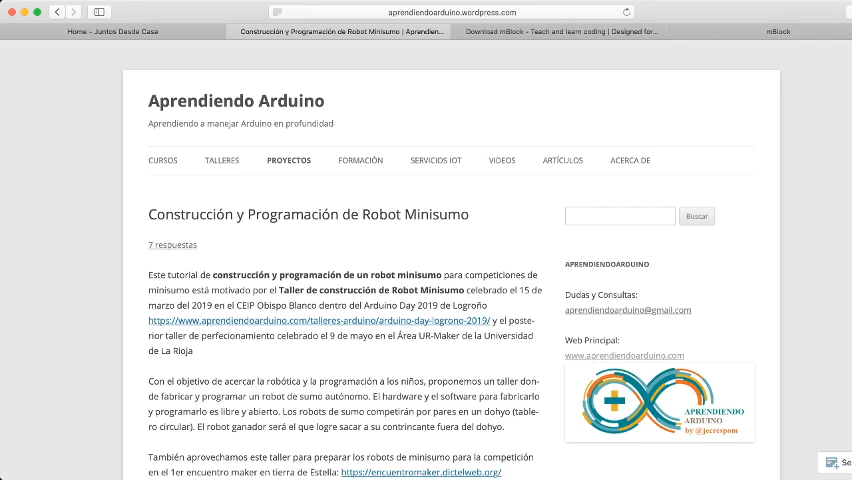 aprendiendoarduino.wordpress.com
Home - Juntos Desde Casa
Construcción y Programación de Robot Minisumo | Aprendien...
Download mBlock - Teach and learn coding | Designed for...
mBlock
Aprendiendo Arduino
Aprendiendo a manejar Arduino en profundidad
CURSOS TALLERES PROYECTOS FORMACIÓN SERVICIOS IOT VIDEOS ARTÍCULOS ACERCA DE
Construcción y Programación de Robot Minisumo
7 respuestas
Este tutorial de construcción y programación de un robot minisumo para competiciones de
minisumo está motivado por el Taller de construcción de Robot Minisumo celebrado el 15 de
marzo del 2019 en el CEIP Obispo Blanco dentro del Arduino Day 2019 de Logroño
https://www.aprendiendoarduino.com/talleres-arduino/arduino-day-logrono-2019/ y el poste-
rior taller de perfecionamiento celebrado el 9 de mayo en el Área UR-Maker de la Universidad
de La Rioja
Con el objetivo de acercar la robótica y la programación a los niños, proponemos un taller don-
de fabricar y programar un robot de sumo autónomo. El hardware y el software para fabricarlo
y programarlo es libre y abierto. Los robots de sumo competirán por pares en un dohyo (table-
ro circular). El robot ganador será el que logre sacar a su contrincante fuera del dohyo.
También aprovechamos este taller para preparar los robots de minisumo para la competición
en el 1er encuentro maker en tierra de Estella: https://encuentromaker.dictelweb.org/
Buscar
APRENDIENDOARDUINO
Dudas y Consultas:
aprendiendoarduino@gmail.com
Web Principal:
www.aprendiendoarduino.com
APRENDIENDO
ARDUINO
by @jecrespom
Se